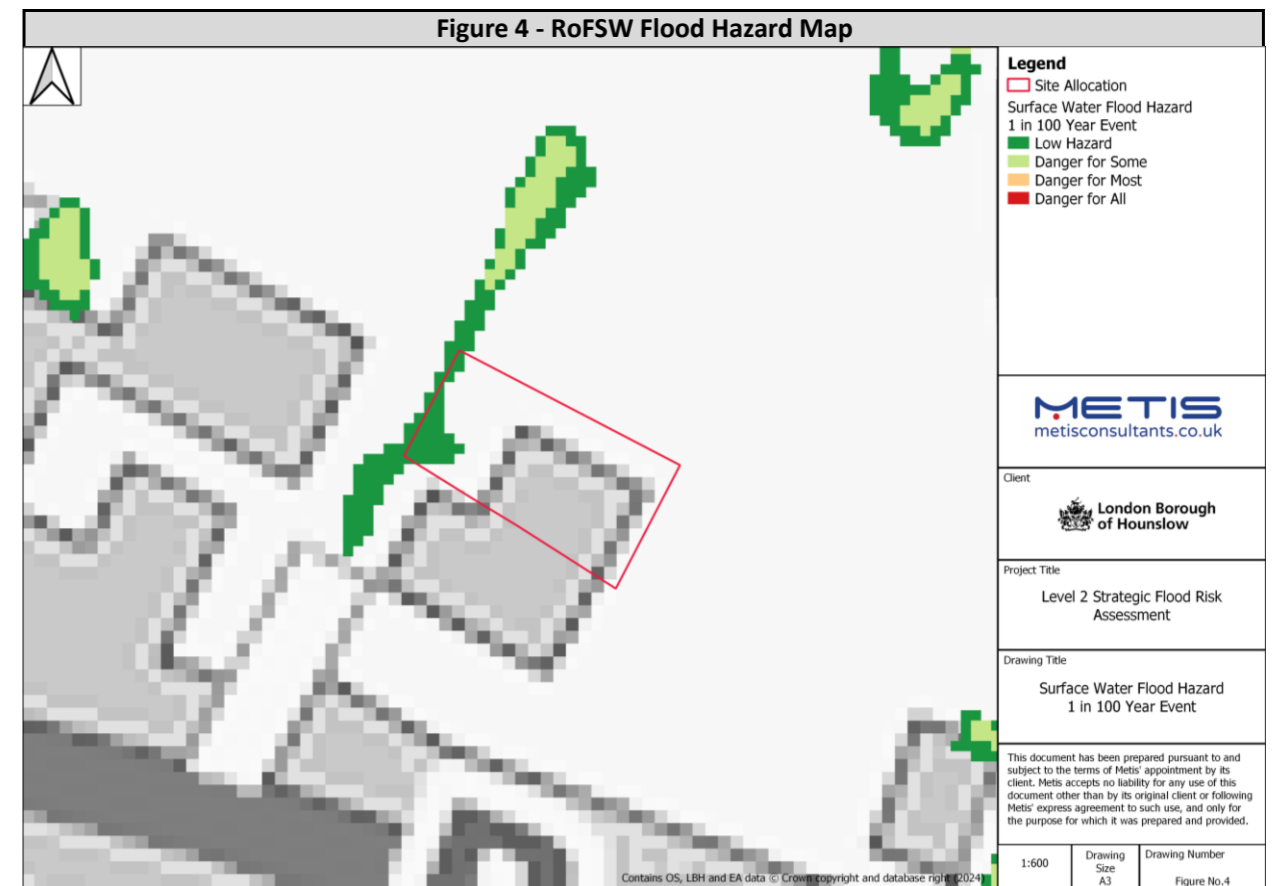 Figure 4 - RoFSW Flood Hazard Map
Legend
Site Allocation
Surface Water Flood Hazard
1 in 100 Year Event
Low Hazard
Danger for Some
Danger for Most
Danger for All
METIS
metisconsultants.co.uk
Client
London Borough
of Hounslow
Project Title
Level 2 Strategic Flood Risk
Assessment
Drawing Title
Surface Water Flood Hazard
1 in 100 Year Event
This document has been prepared pursuant to and
subject to the terms of Metis' appointment by its
client. Metis accepts no liability for any use of this
document other than by its original client or following
Metis' express agreement to such use, and only for
the purpose for which it was prepared and provided.
1:600
Drawing
Size
A3
Drawing Number
Figure No.4
Contains OS, LBH and EA data © Crown copyright and database right (2024)